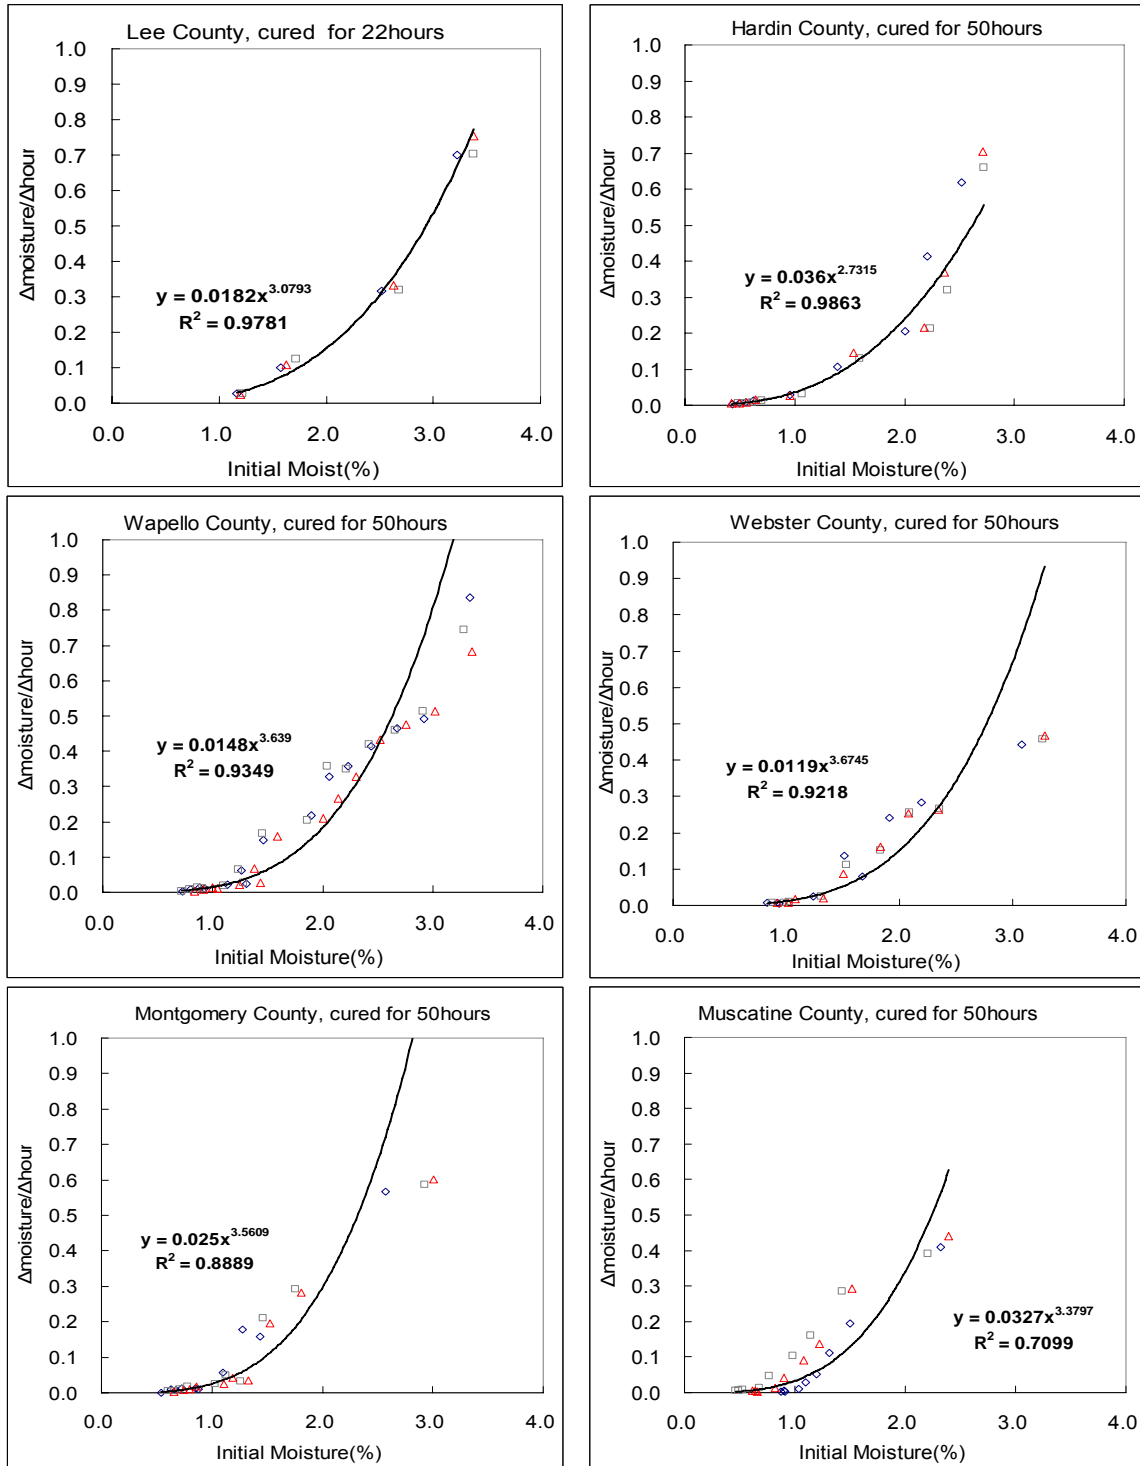 Lee County, cured for 22hours
1.0
0.9
0.8
0.7
0.6
0.5
0.4
0.3
0.2
0.1
0.0
Δmoisture/Δhour
y = 0.0182x^3.0793
R² = 0.9781
0.0 1.0 2.0 3.0 4.0
Initial Moist(%)
Hardin County, cured for 50hours
1.0
0.9
0.8
0.7
0.6
0.5
0.4
0.3
0.2
0.1
0.0
Δmoisture/Δhour
y = 0.036x^2.7315
R² = 0.9863
0.0 1.0 2.0 3.0 4.0
Initial Moisture(%)
Wapello County, cured for 50hours
1.0
0.9
0.8
0.7
0.6
0.5
0.4
0.3
0.2
0.1
0.0
Δmoisture/Δhour
y = 0.0148x^3.639
R² = 0.9349
0.0 1.0 2.0 3.0 4.0
Initial Moisture(%)
Webster County, cured for 50hours
1.0
0.9
0.8
0.7
0.6
0.5
0.4
0.3
0.2
0.1
0.0
Δmoisture/Δhour
y = 0.0119x^3.6745
R² = 0.9218
0.0 1.0 2.0 3.0 4.0
Initial Moisture(%)
Montgomery County, cured for 50hours
1.0
0.9
0.8
0.7
0.6
0.5
0.4
0.3
0.2
0.1
0.0
Δmoisture/Δhour
y = 0.025x^3.5609
R² = 0.8889
0.0 1.0 2.0 3.0 4.0
Initial Moisture(%)
Muscatine County, cured for 50hours
1.0
0.9
0.8
0.7
0.6
0.5
0.4
0.3
0.2
0.1
0.0
Δmoisture/Δhour
y = 0.0327x^3.3797
R² = 0.7099
0.0 1.0 2.0 3.0 4.0
Initial Moisture(%)